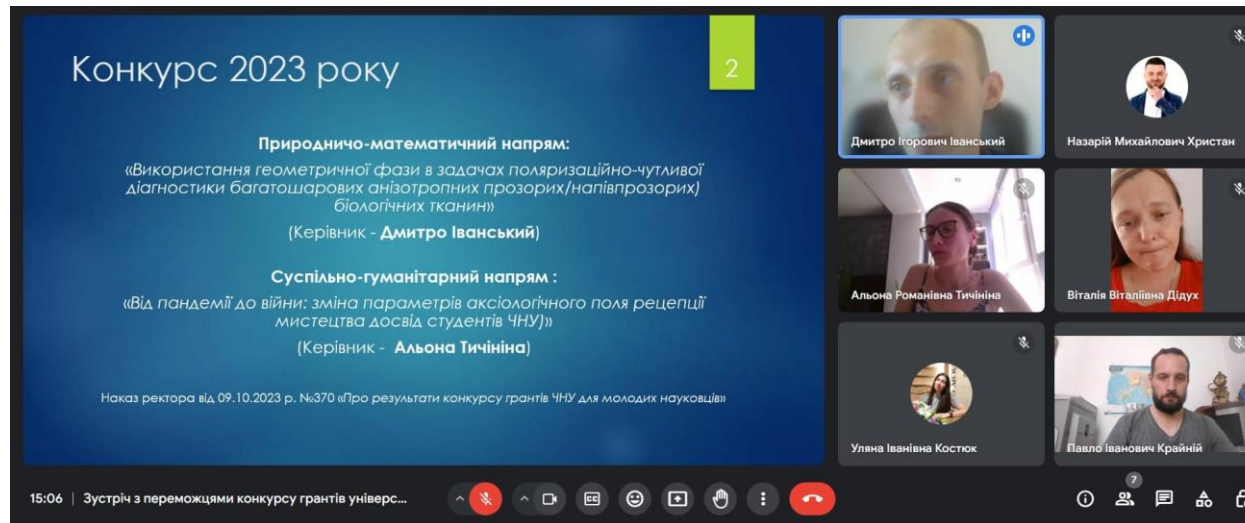 Конкурс 2023 року
2
Природничо-математичний напрям:
«Використання геометричної фази в задачах поляризаційно-чутливої
діагностики багатошарових анізотропних прозорих/напівпрозорих)
біологічних тканин»
(Керівник - Дмитро Іванський)
Суспільно-гуманітарний напрям :
«Від пандемії до війни: зміна параметрів аксіологічного поля рецепції
мистецтва досвід студентів ЧНУ)»
(Керівник - Альона Тичініна)
Наказ ректора від 09.10.2023 р. №370 «Про результати конкурсу грантів ЧНУ для молодих науковців»
Дмитро Ігорович Іванський
Назарій Михайлович Христан
Альона Романівна Тичініна
Віталія Віталіївна Дідух
Уляна Іванівна Костюк
Павло Іванович Крайній
15:06 | Зустріч з переможцями конкурсу грантів універс...
CC
7